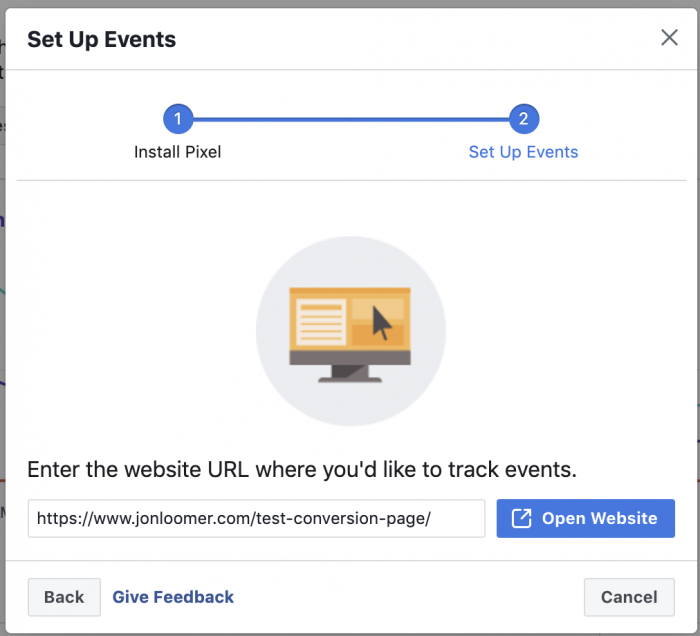 Set Up Events
1
2
Install Pixel
Set Up Events
Enter the website URL where you'd like to track events.
https://www.jonloomer.com/test-conversion-page/
Open Website
Back
Give Feedback
Cancel